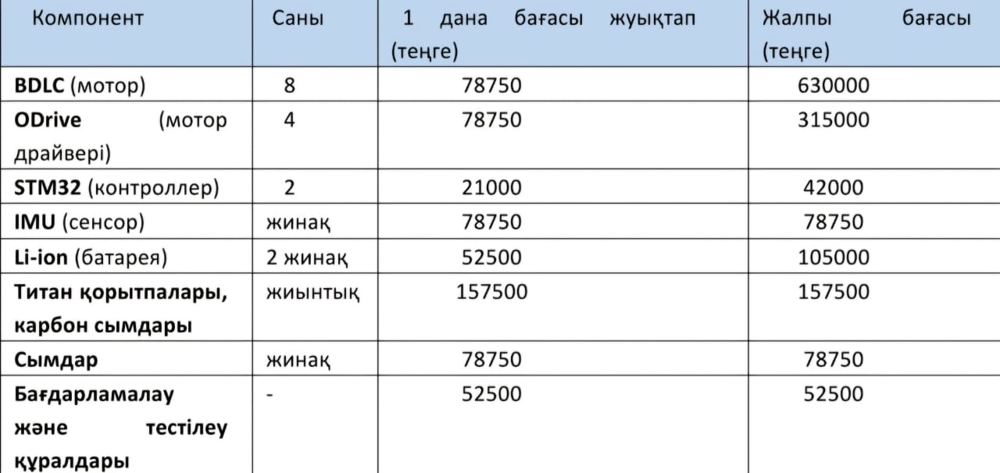 Компонент Саны 1 дана бағасы жуықтап (теңге) Жалпы бағасы (теңге)
BDLC (мотор) 8 78750 630000
ODrive (мотор драйвері) 4 78750 315000
STM32 (контроллер) 2 21000 42000
IMU (сенсор) жинақ 78750 78750
Li-ion (батарея) 2 жинақ 52500 105000
Титан қорытпалары, карбон сымдары жиынтық 157500 157500
Сымдар жинақ 78750 78750
Бағдарламалау және тестілеу құралдары - 52500 52500